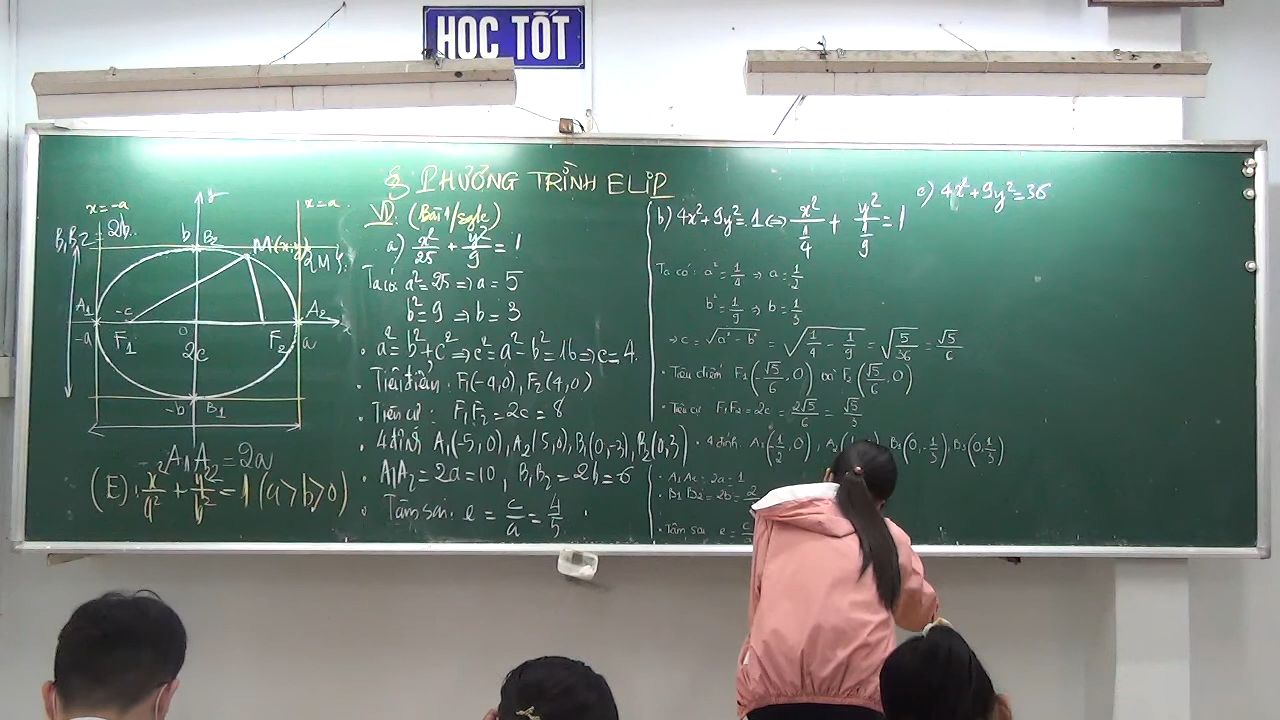 HỌC TỐT
§ PHƯƠNG TRÌNH ELIP
x=-a
x=a
y
2b
B₁B₂
b
B₂
M(x;y)
A₁
-c
A₂
-a
F₁
0
F₂
a
2c
-b
B₁
A₁A₂ = 2a
(E): x²/a² + y²/b² = 1 (a>b>0)
VD: (Bài 1/sgk)
a) x²/25 + y²/9 = 1
Ta có a² = 25 => a = 5
b² = 9 => b = 3
• a² = b² + c² => c² = a² - b² = 16 => c = 4
• Tiêu điểm. F₁(-4,0), F₂(4,0)
• Tiêu cự: F₁F₂ = 2c = 8
• 4 đỉnh A₁(-5,0), A₂(5,0), B₁(0,-3), B₂(0,3)
• A₁A₂ = 2a = 10, B₁B₂ = 2b = 6
• Tâm sai: e = c/a = 4/5
b) 4x² + 9y² = 1 <=> x²/(1/4) + y²/(1/9) = 1
Ta có: a² = 1/4 => a = 1/2
b² = 1/9 => b = 1/3
=> c = √(a² - b²) = √(1/4 - 1/9) = √(5/36) = √5/6
• Tiêu điểm F₁(-√5/6, 0) và F₂(√5/6, 0)
• Tiêu cự F₁F₂ = 2c = 2√5/6 = √5/3
• 4 đỉnh: A₁(-1/2, 0), A₂( B₁(0, -1/3), B₂(0, 1/3)
• A₁A₂ = 2a = 1
• B₁B₂ = 2b = 2
• Tâm sai e = c
c) 4x² + 9y² = 36